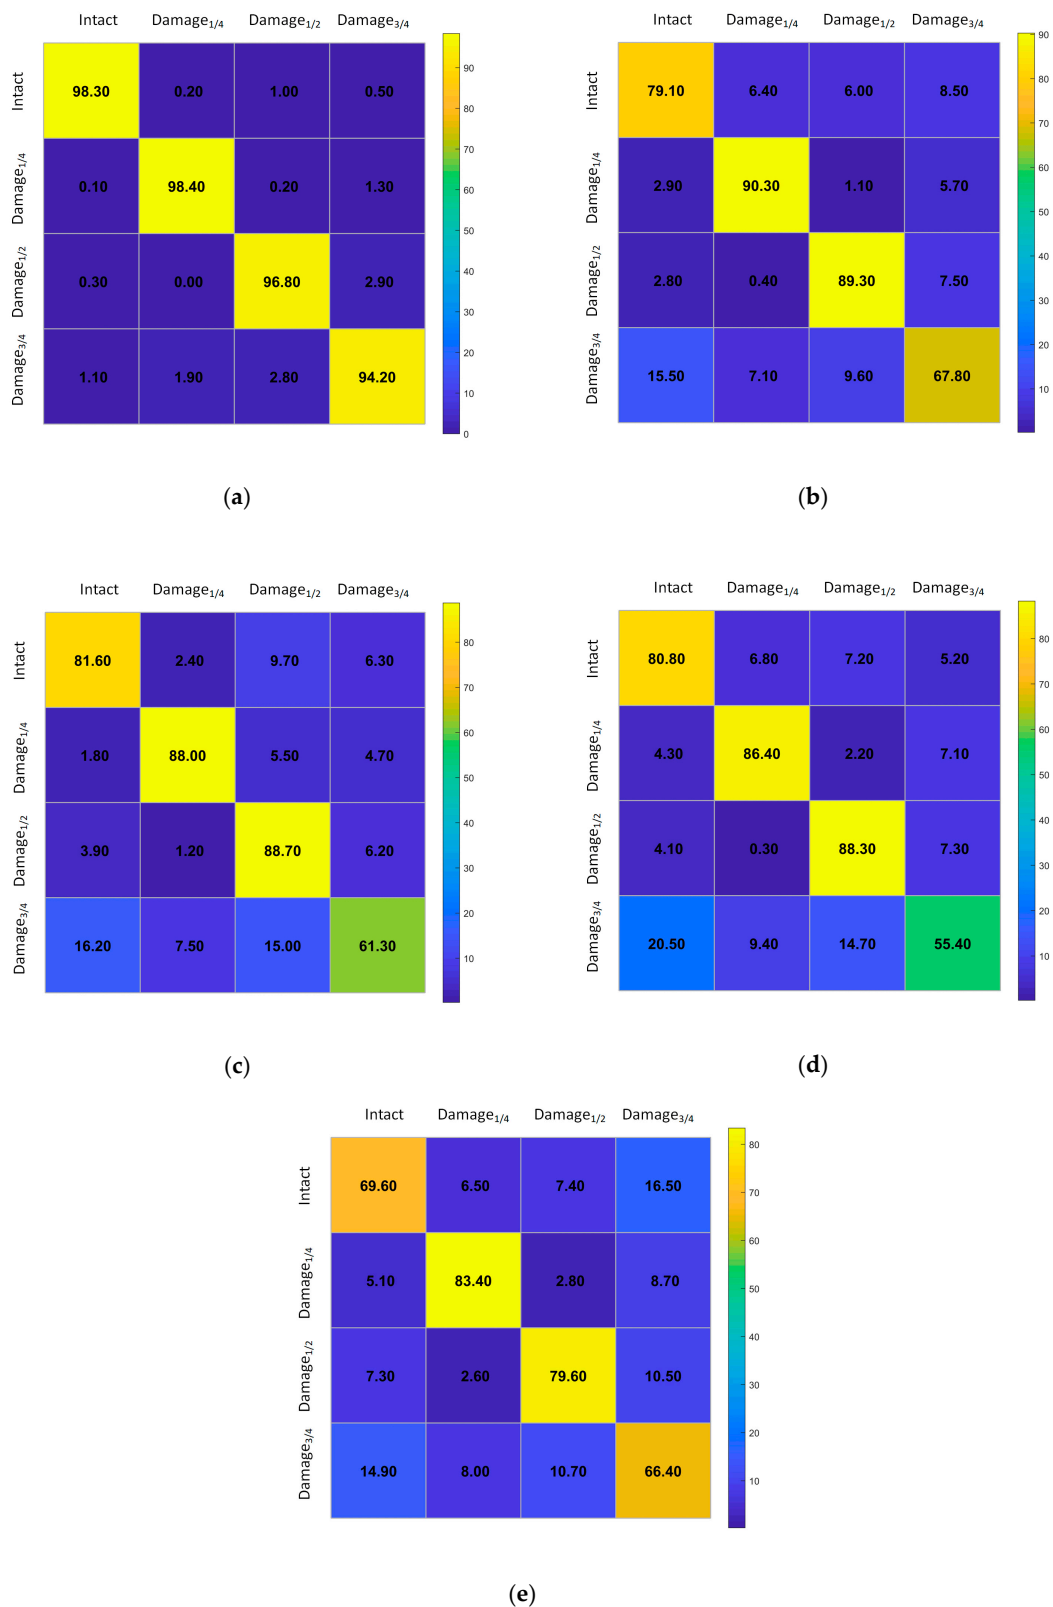 Intact Damage1/4 Damage1/2 Damage3/4
Intact 98.30 0.20 1.00 0.50
Damage1/4 0.10 98.40 0.20 1.30
Damage1/2 0.30 0.00 96.80 2.90
Damage3/4 1.10 1.90 2.80 94.20
90
80
70
60
50
40
30
20
10
0
(a)
Intact Damage1/4 Damage1/2 Damage3/4
Intact 79.10 6.40 6.00 8.50
Damage1/4 2.90 90.30 1.10 5.70
Damage1/2 2.80 0.40 89.30 7.50
Damage3/4 15.50 7.10 9.60 67.80
90
80
70
60
50
40
30
20
10
(b)
Intact Damage1/4 Damage1/2 Damage3/4
Intact 81.60 2.40 9.70 6.30
Damage1/4 1.80 88.00 5.50 4.70
Damage1/2 3.90 1.20 88.70 6.20
Damage3/4 16.20 7.50 15.00 61.30
80
70
60
50
40
30
20
10
(c)
Intact Damage1/4 Damage1/2 Damage3/4
Intact 80.80 6.80 7.20 5.20
Damage1/4 4.30 86.40 2.20 7.10
Damage1/2 4.10 0.30 88.30 7.30
Damage3/4 20.50 9.40 14.70 55.40
80
70
60
50
40
30
20
10
(d)
Intact Damage1/4 Damage1/2 Damage3/4
Intact 69.60 6.50 7.40 16.50
Damage1/4 5.10 83.40 2.80 8.70
Damage1/2 7.30 2.60 79.60 10.50
Damage3/4 14.90 8.00 10.70 66.40
80
70
60
50
40
30
20
10
(e)